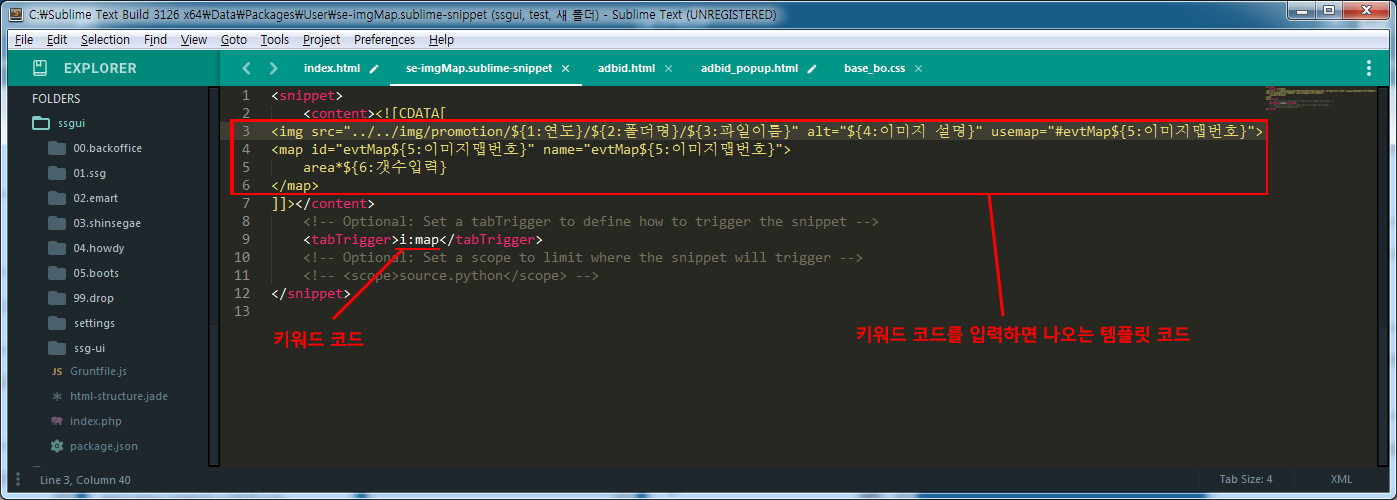 C:\Sublime Text Build 3126 x64\Data\Packages\User\se-imgMap.sublime-snippet (ssgui, test, 새 폴더) - Sublime Text (UNREGISTERED)
File Edit Selection Find View Goto Tools Project Preferences Help
EXPLORER
index.html se-imgMap.sublime-snippet adbid.html adbid_popup.html base_bo.css
FOLDERS
ssgui
00.backoffice
01.ssg
02.emart
03.shinsegae
04.howdy
05.boots
99.drop
settings
ssg-ui
JS Gruntfile.js
html-structure.jade
index.php
package.json
1 <snippet>
2 <content><![CDATA[
3 <img src="../../img/promotion/${1:연도}/${2:폴더명}/${3:파일이름}" alt="${4:이미지 설명}" usemap="#evtMap${5:이미지맵번호}">
4 <map id="evtMap${5:이미지맵번호}" name="evtMap${5:이미지맵번호}">
5 area*${6:갯수입력}
6 </map>
7 ]]></content>
8 <!-- Optional: Set a tabTrigger to define how to trigger the snippet -->
9 <tabTrigger>i:map</tabTrigger>
10 <!-- Optional: Set a scope to limit where the snippet will trigger -->
11 <!-- <scope>source.python</scope> -->
12 </snippet>
13
키워드 코드
키워드 코드를 입력하면 나오는 템플릿 코드
Line 3, Column 40
Tab Size: 4
XML